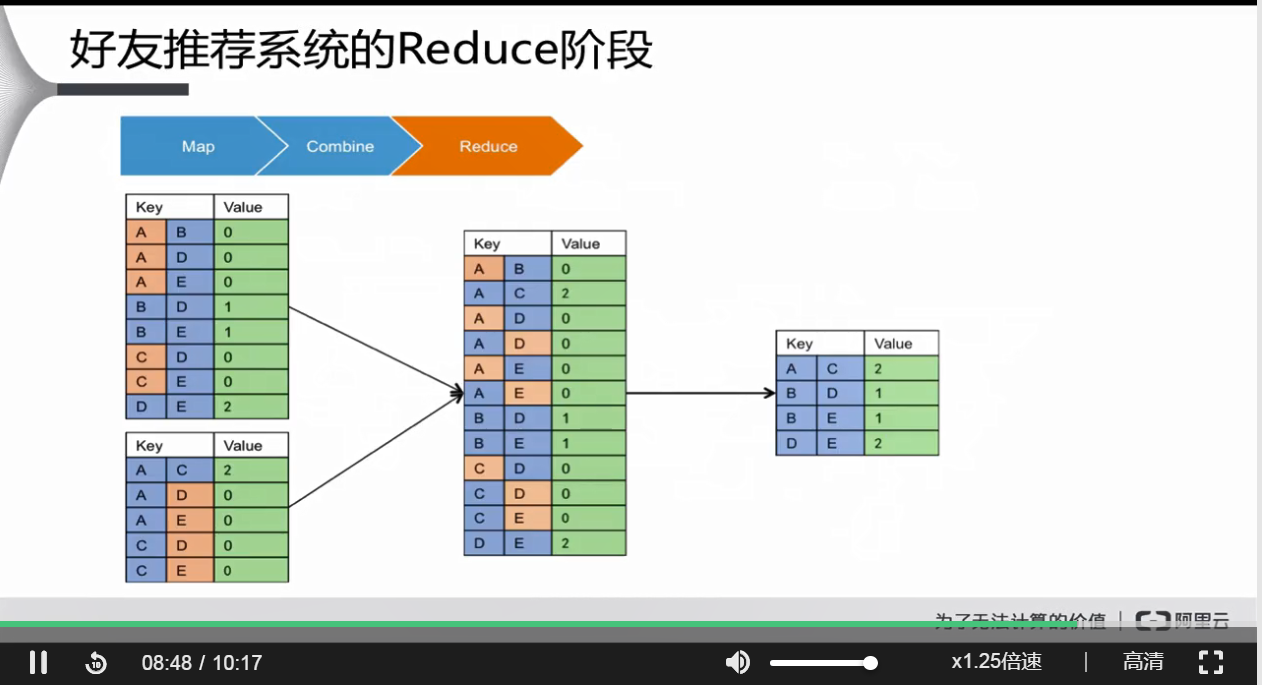 好友推荐系统的Reduce阶段
Map Combine Reduce
Key Value
A B 0
A D 0
A E 0
B D 1
B E 1
C D 0
C E 0
D E 2
Key Value
A C 2
A D 0
A E 0
C D 0
C E 0
Key Value
A B 0
A C 2
A D 0
A D 0
A E 0
A E 0
B D 1
B E 1
C D 0
C D 0
C E 0
D E 2
Key Value
A C 2
B D 1
B E 1
D E 2
为了无法计算的价值 | 阿里云
10
08:48 / 10:17
x1.25倍速 | 高清